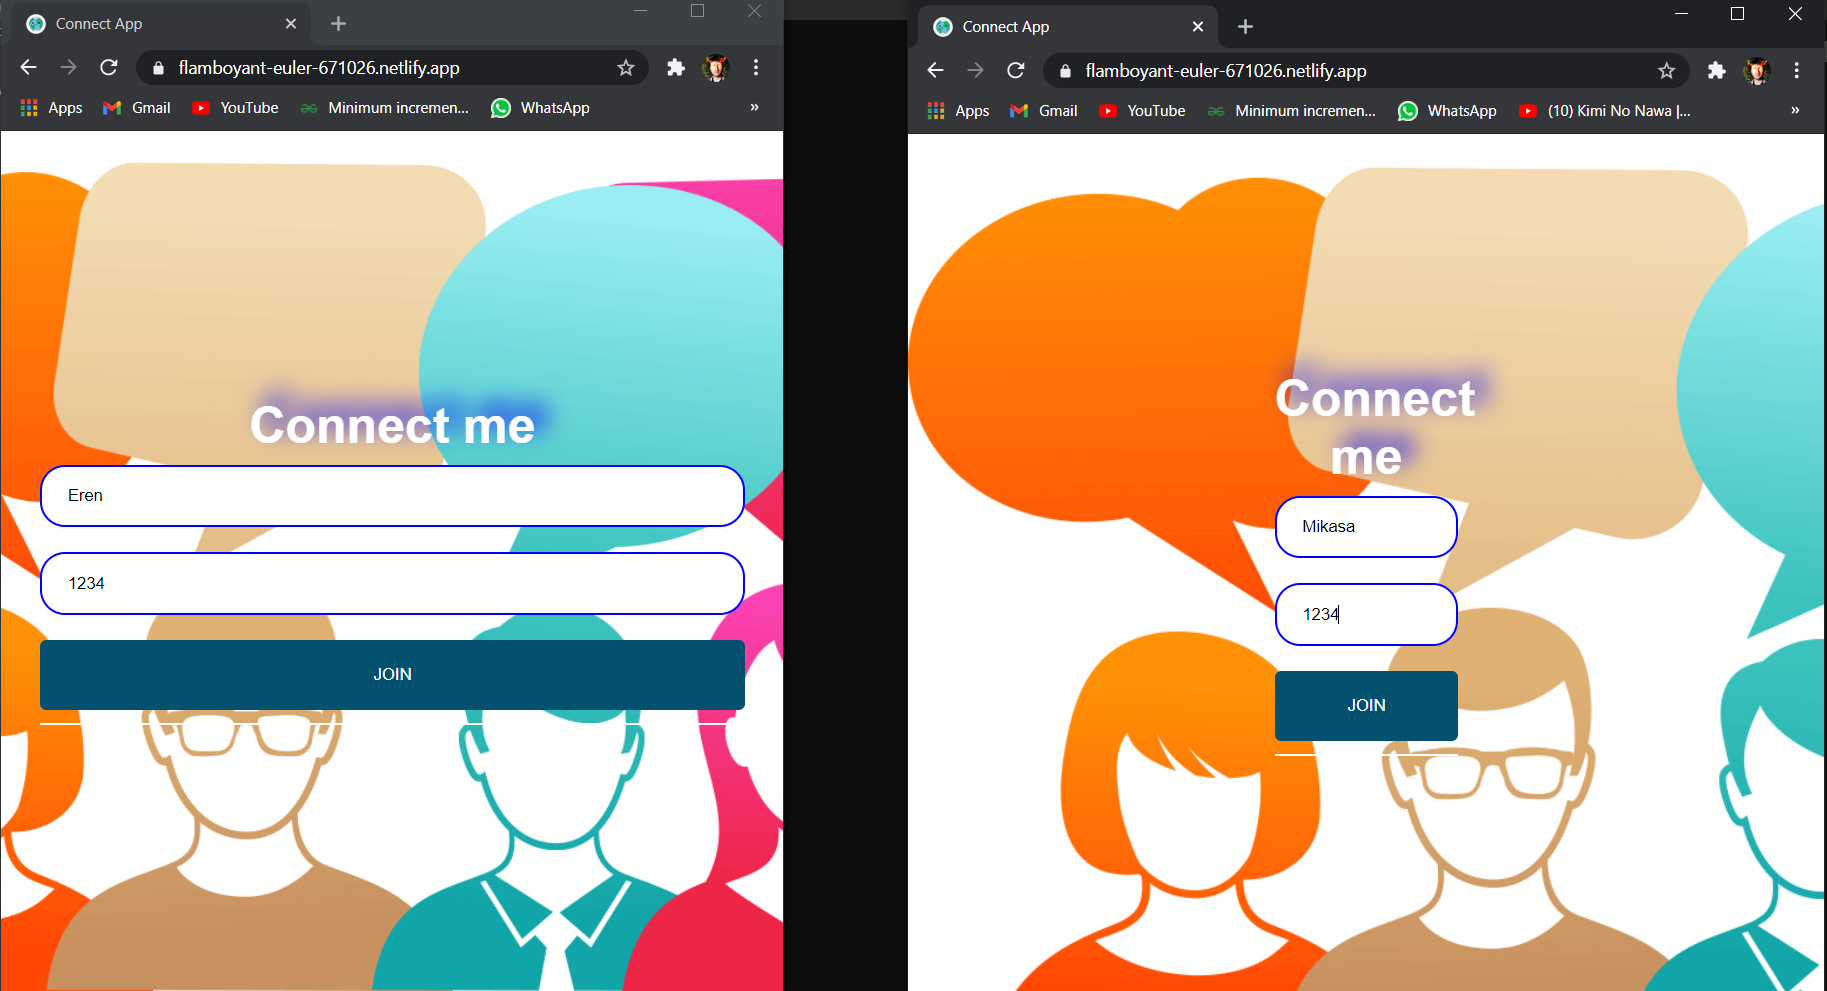 Connect App
flamboyant-euler-671026.netlify.app
Apps Gmail YouTube Minimum incremen... WhatsApp »
Connect me
Eren
1234
JOIN
Connect App
flamboyant-euler-671026.netlify.app
Apps Gmail YouTube Minimum incremen... WhatsApp (10) Kimi No Nawa |... »
Connect
me
Mikasa
1234
JOIN